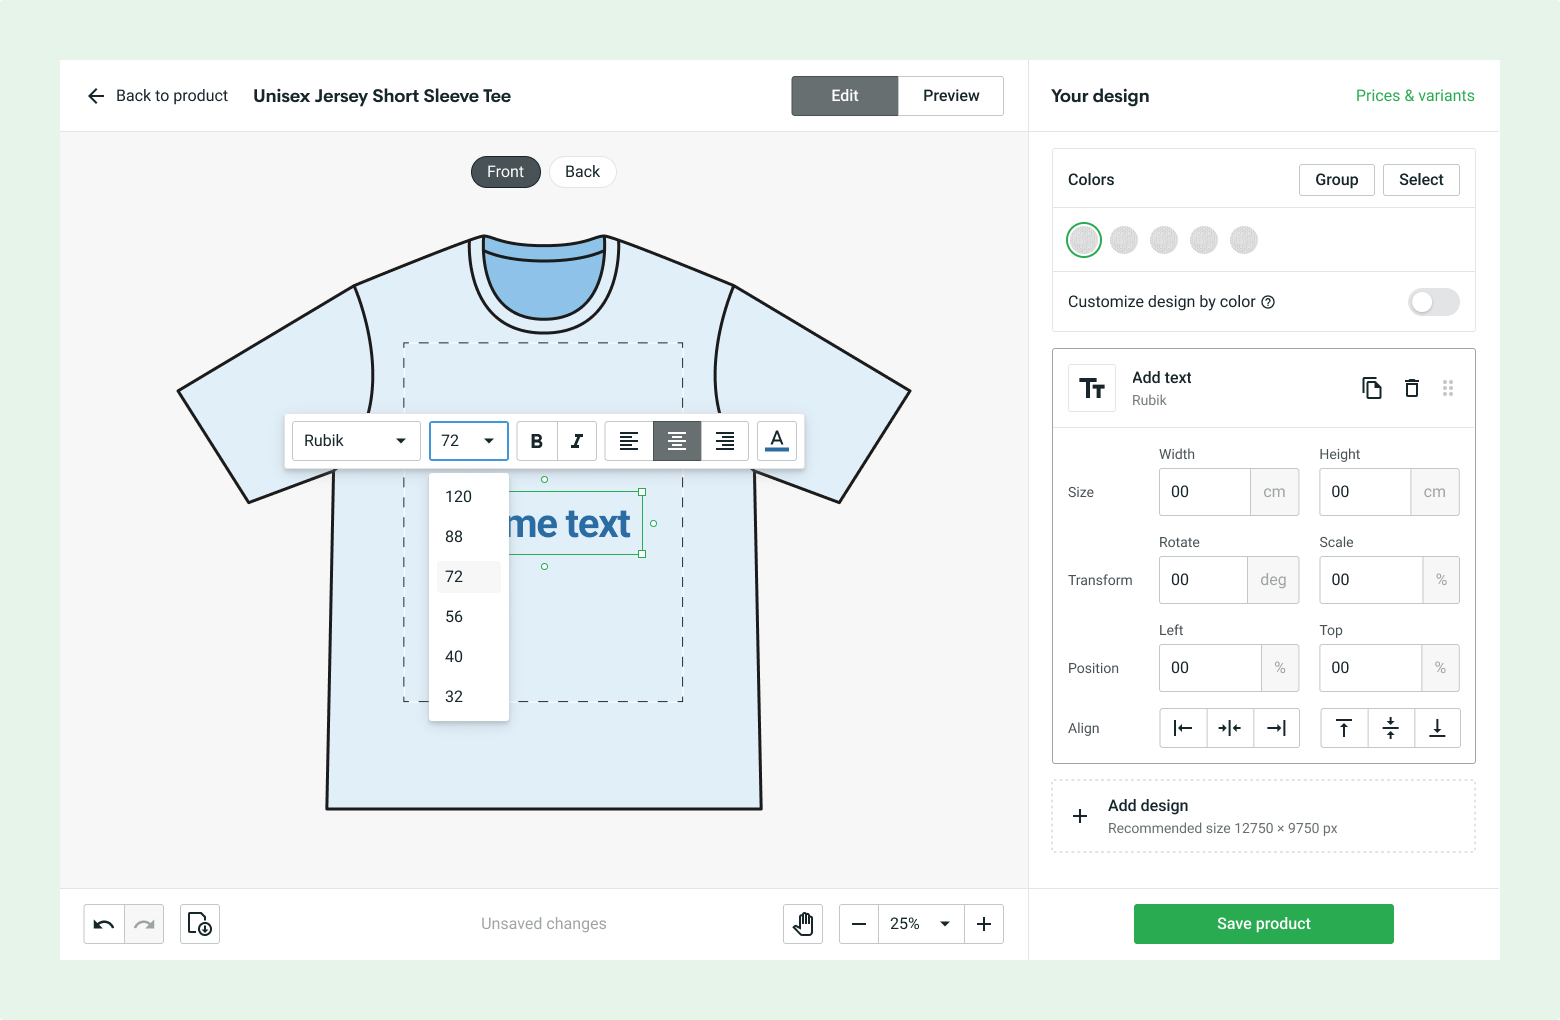 Back to product
Unisex Jersey Short Sleeve Tee
Edit
Preview
Your design
Prices & variants
Front
Back
Colors
Group
Select
Customize design by color
Rubik
72
B
I
A
120
88
72
56
40
32
me text
Add text
Rubik
Width
Height
Size
00
cm
00
cm
Rotate
Scale
Transform
00
deg
00
%
Left
Top
Position
00
%
00
%
Align
Add design
Recommended size 12750 × 9750 px
Unsaved changes
25%
Save product